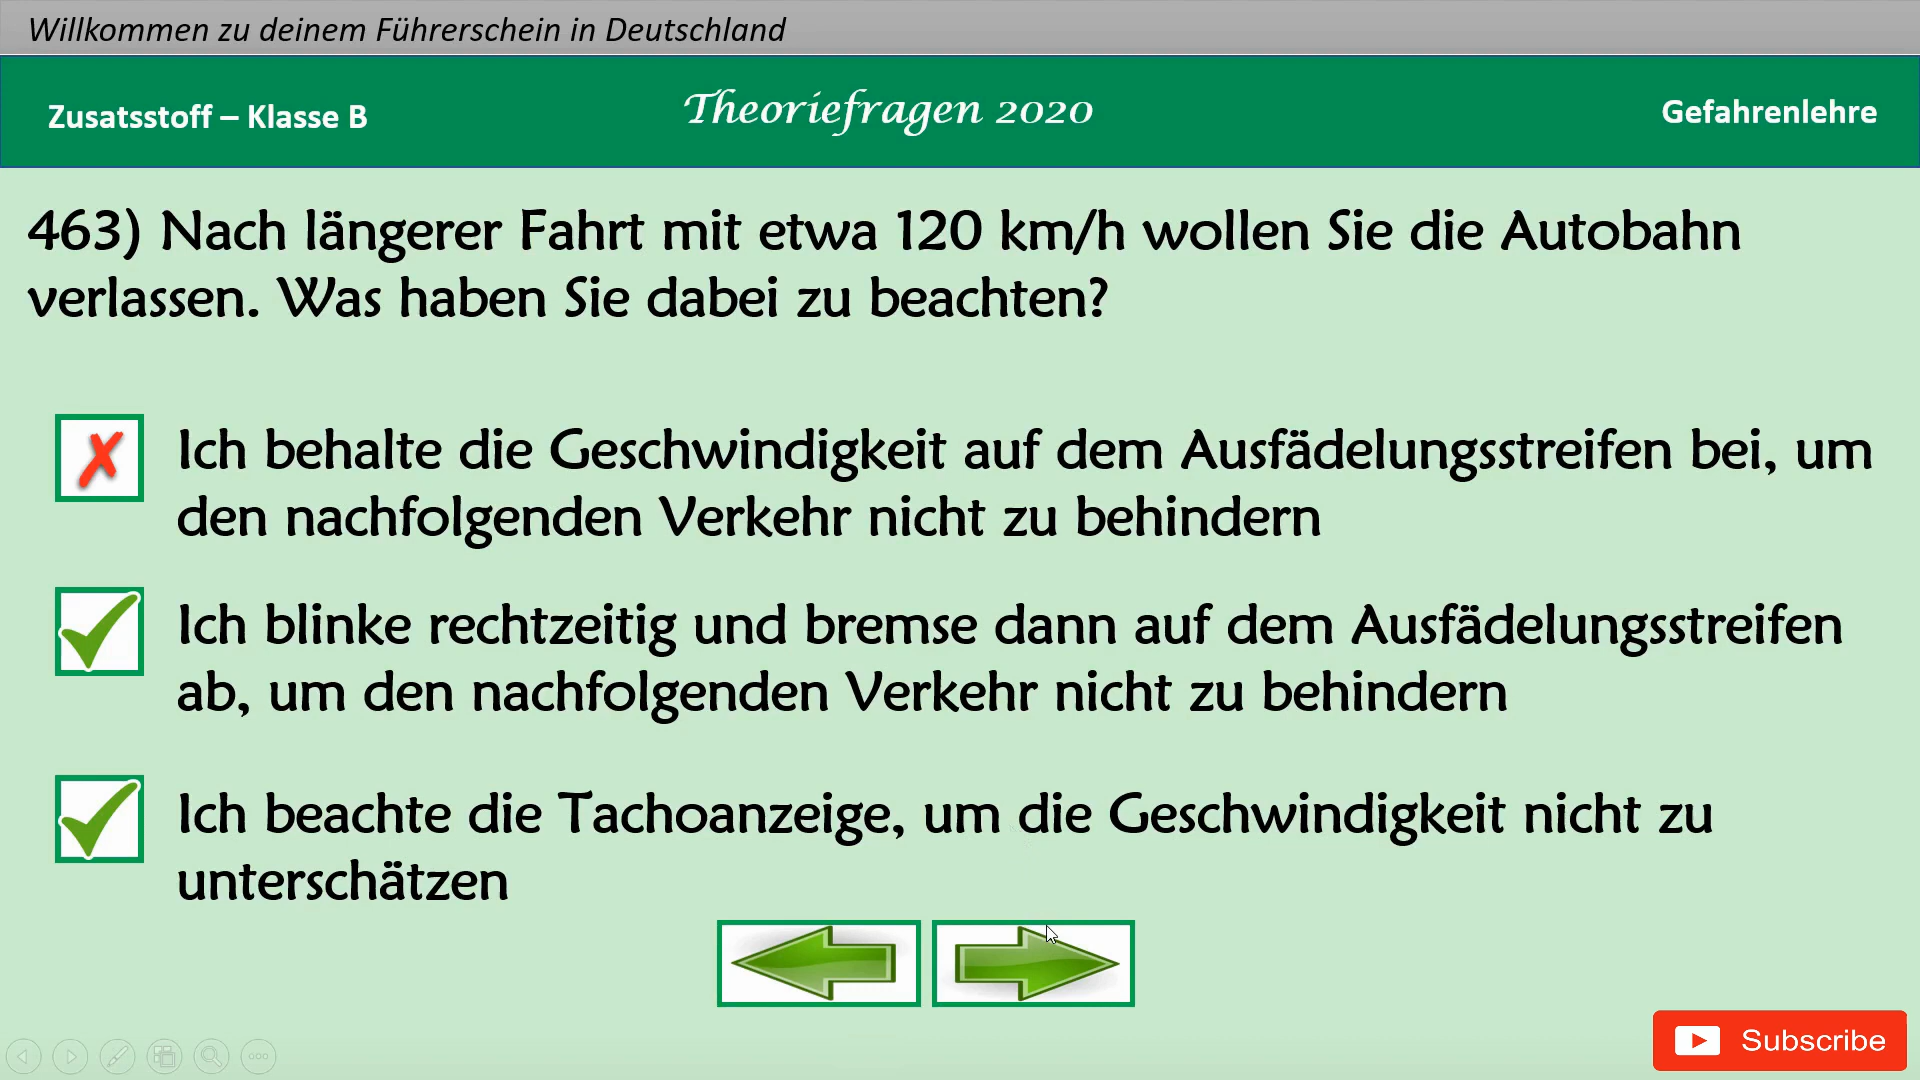 Willkommen zu deinem Führerschein in Deutschland
Zusatsstoff – Klasse B
Theoriefragen 2020
Gefahrenlehre
463) Nach längerer Fahrt mit etwa 120 km/h wollen Sie die Autobahn
verlassen. Was haben Sie dabei zu beachten?
Ich behalte die Geschwindigkeit auf dem Ausfädelungsstreifen bei, um
den nachfolgenden Verkehr nicht zu behindern
Ich blinke rechtzeitig und bremse dann auf dem Ausfädelungsstreifen
ab, um den nachfolgenden Verkehr nicht zu behindern
Ich beachte die Tachoanzeige, um die Geschwindigkeit nicht zu
unterschätzen
Subscribe